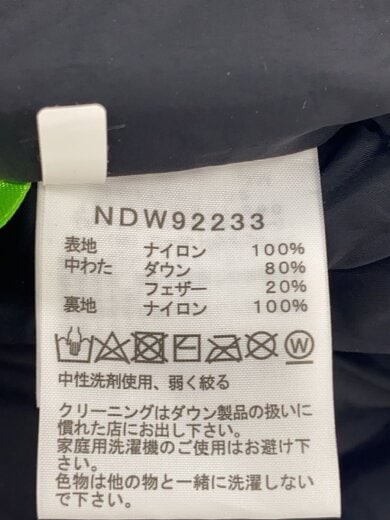 NDW92233
表地 ナイロン 100%
中わた ダウン 80%
フェザー 20%
裏地 ナイロン 100%
W
中性洗剤使用、弱く絞る
クリーニングはダウン製品の扱いに
慣れた店にお出し下さい。
家庭用洗濯機のご使用はお避け下
さい。
色物は他の物と一緒に洗濯しない
で下さい。